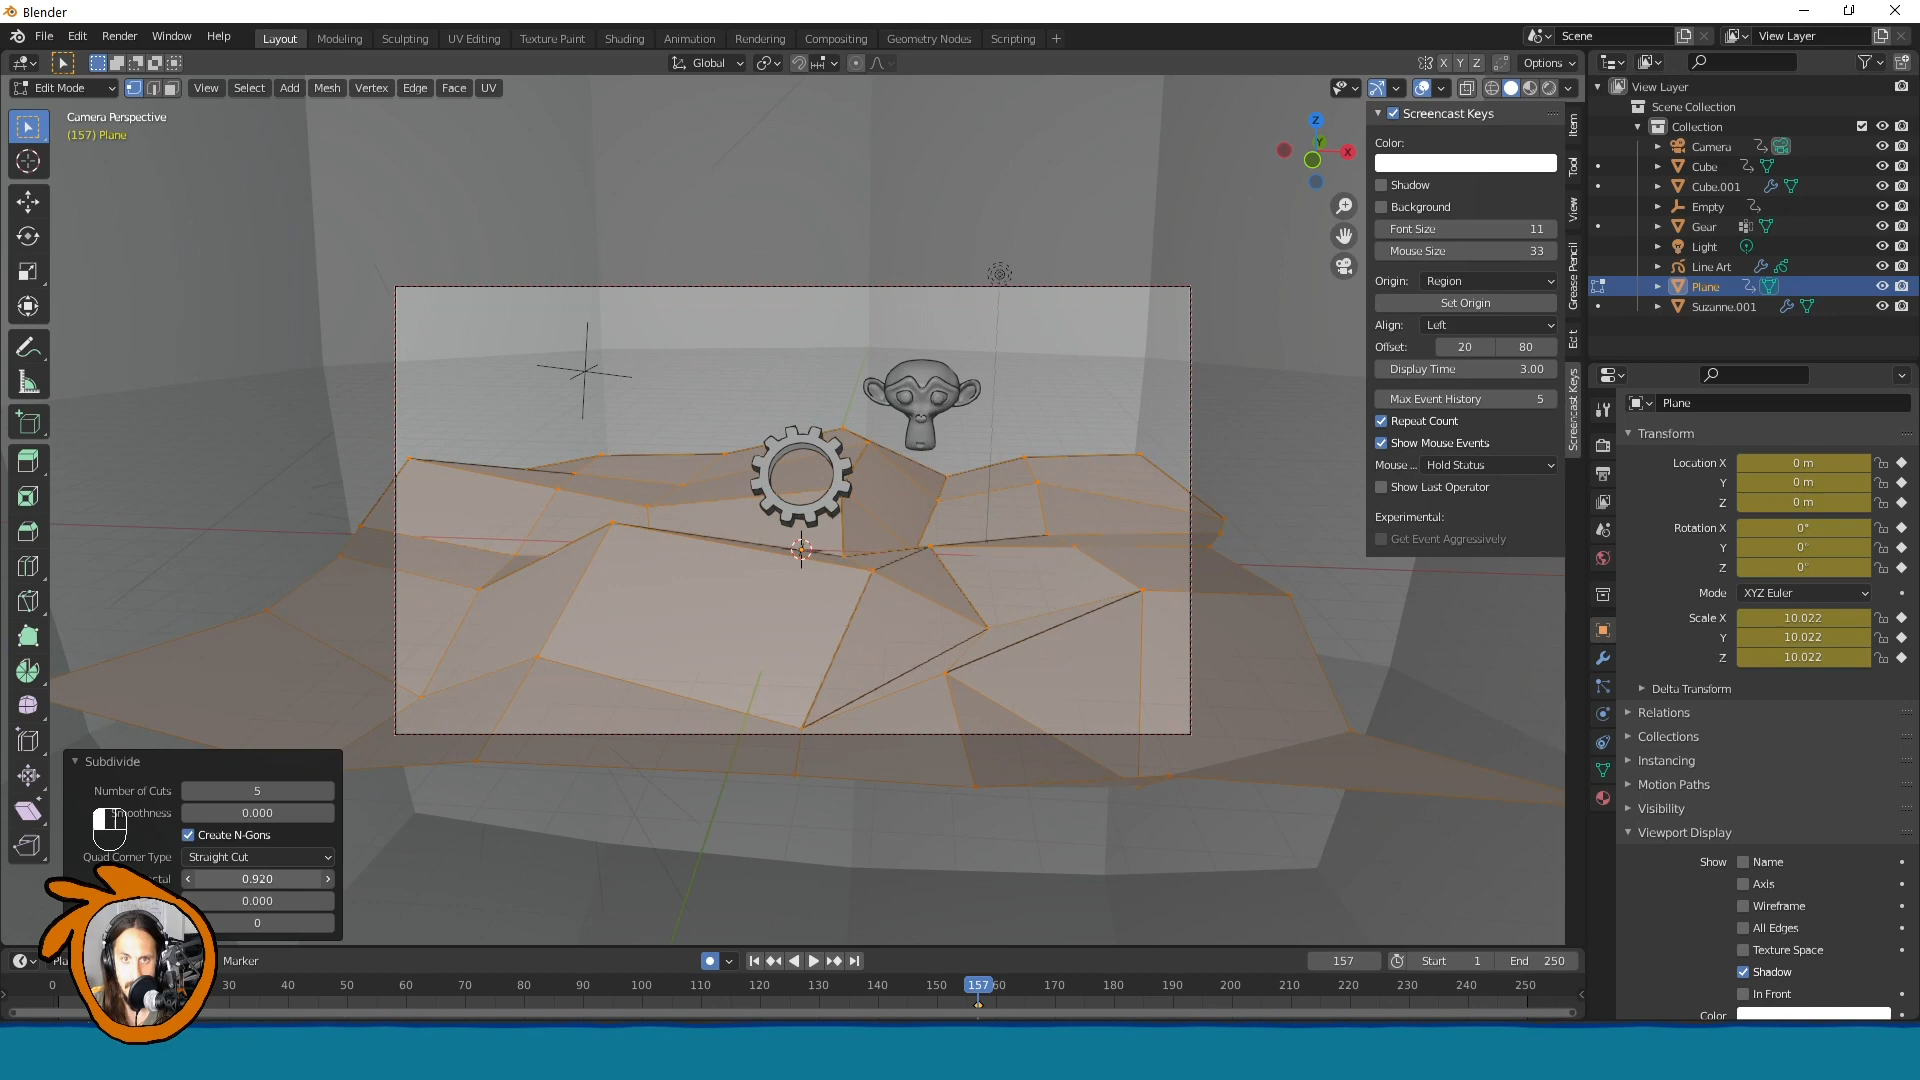 Blender
File Edit Render Window Help
Layout Modeling Sculpting UV Editing Texture Paint Shading Animation Rendering Compositing Geometry Nodes Scripting +
Scene
View Layer
Global
X Y Z
Options
Edit Mode
View Select Add Mesh Vertex Edge Face UV
Camera Perspective
(157) Plane
Z
Y
X
Screencast Keys
Color:
Shadow
Background
Font Size 11
Mouse Size 33
Origin: Region
Set Origin
Align: Left
Offset: 20 80
Display Time 3.00
Max Event History 5
Repeat Count
Show Mouse Events
Mouse ... Hold Status
Show Last Operator
Experimental:
Get Event Aggressively
Item
Tool
View
Grease Pencil
Edit
Screencast Keys
View Layer
Scene Collection
Collection
Camera
Cube
Cube.001
Empty
Gear
Light
Line Art
Plane
Suzanne.001
Plane
Transform
Location X 0 m
Y 0 m
Z 0 m
Rotation X 0°
Y 0°
Z 0°
Mode XYZ Euler
Scale X 10.022
Y 10.022
Z 10.022
Delta Transform
Relations
Collections
Instancing
Motion Paths
Visibility
Viewport Display
Show Name
Axis
Wireframe
All Edges
Texture Space
Shadow
In Front
Color
Subdivide
Number of Cuts 5
Smoothness 0.000
Create N-Gons
Quad Corner Type Straight Cut
0.920
0.000
0
Marker
157
Start 1
End 250
0 30 40 50 60 70 80 90 100 110 120 130 140 150 157 60 170 180 190 200 210 220 230 240 250